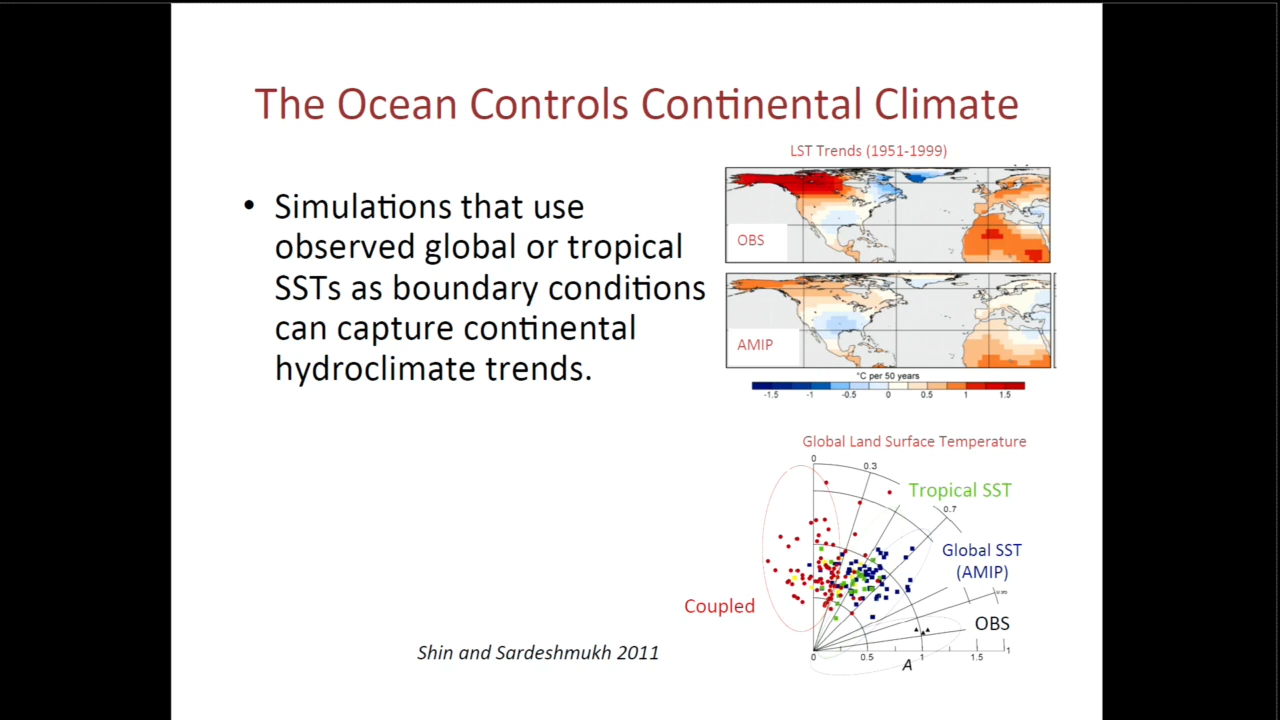 The Ocean Controls Continental Climate
• Simulations that use
observed global or tropical
SSTs as boundary conditions
can capture continental
hydroclimate trends.
LST Trends (1951-1999)
OBS
AMIP
°C per 50 years
-1.5 -1 -0.5 0 0.5 1 1.5
Global Land Surface Temperature
0
0.3
Tropical SST
0.7
Global SST
(AMIP)
Coupled
OBS
0 0.5 1 1.5 1
A
Shin and Sardeshmukh 2011